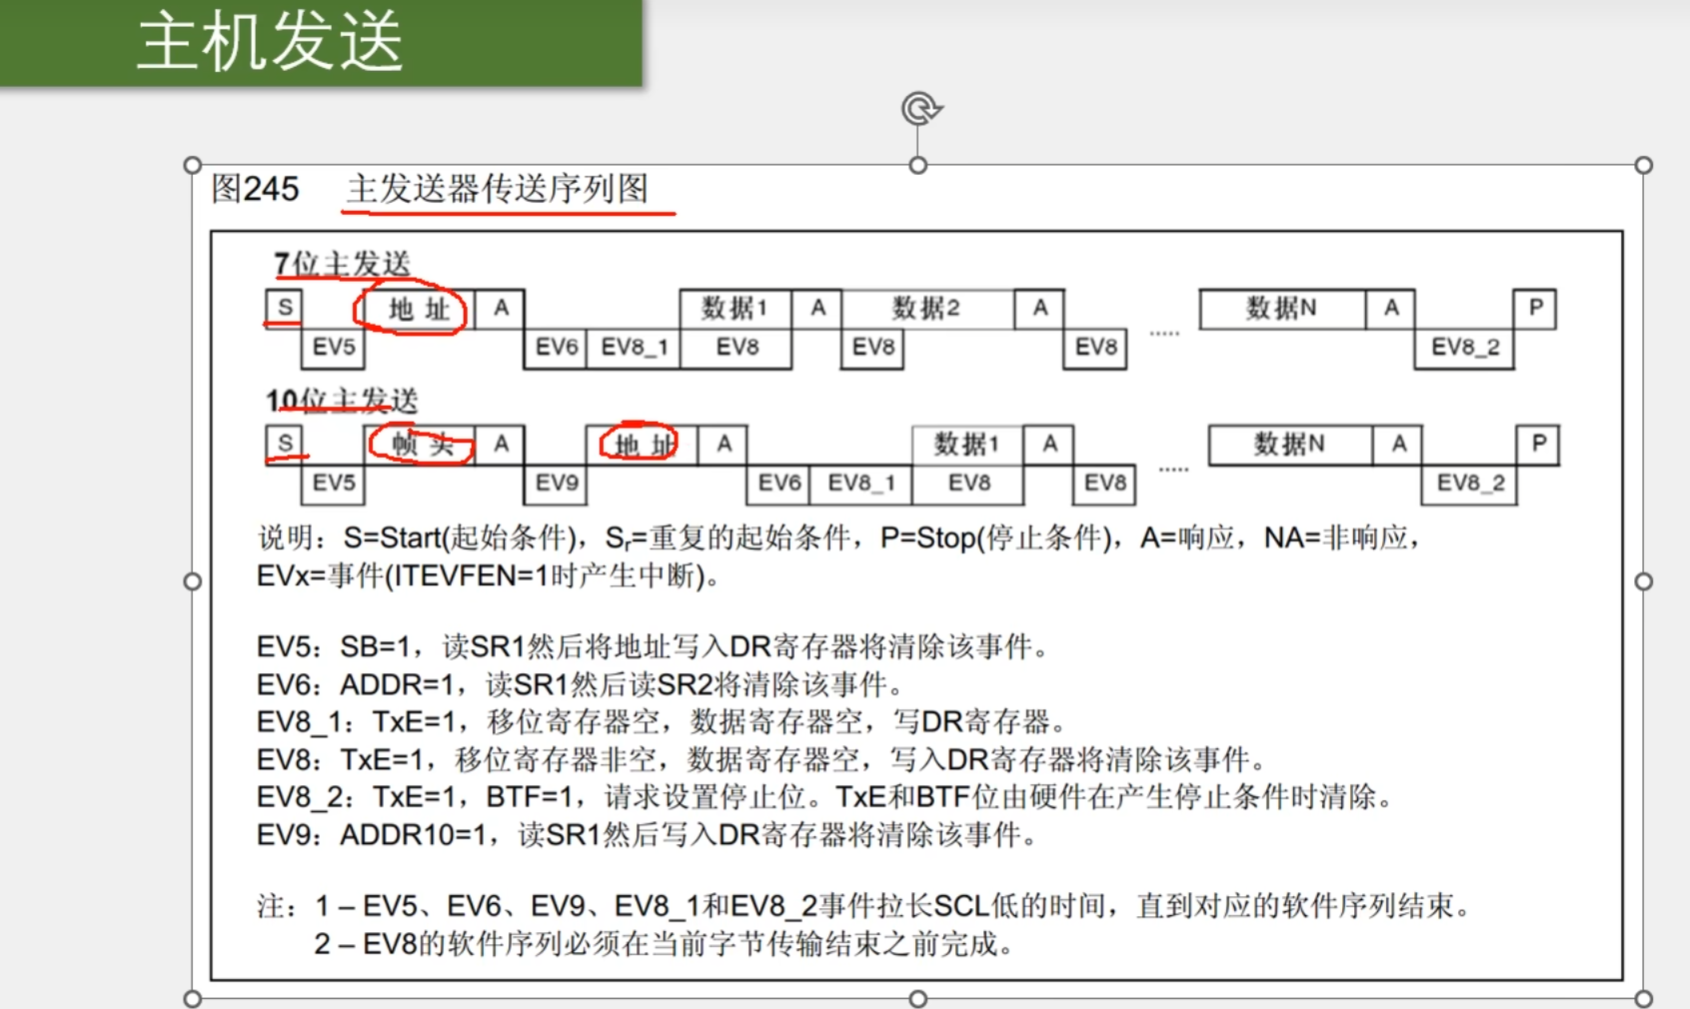 主机发送
图245 主发送器传送序列图
7位主发送
S 地址 A 数据1 A 数据2 A 数据N A P
EV5 EV6 EV8_1 EV8 EV8 EV8 ..... EV8_2
10位主发送
S 帧头 A 地址 A 数据1 A 数据N A P
EV5 EV9 EV6 EV8_1 EV8 EV8 ..... EV8_2
说明：S=Start(起始条件)，Sr=重复的起始条件，P=Stop(停止条件)，A=响应，NA=非响应，
EVx=事件(ITEVFEN=1时产生中断)。
EV5：SB=1，读SR1然后将地址写入DR寄存器将清除该事件。
EV6：ADDR=1，读SR1然后读SR2将清除该事件。
EV8_1：TxE=1，移位寄存器空，数据寄存器空，写DR寄存器。
EV8：TxE=1，移位寄存器非空，数据寄存器空，写入DR寄存器将清除该事件。
EV8_2：TxE=1，BTF=1，请求设置停止位。TxE和BTF位由硬件在产生停止条件时清除。
EV9：ADDR10=1，读SR1然后写入DR寄存器将清除该事件。
注：1 – EV5、EV6、EV9、EV8_1和EV8_2事件拉长SCL低的时间，直到对应的软件序列结束。
2 – EV8的软件序列必须在当前字节传输结束之前完成。